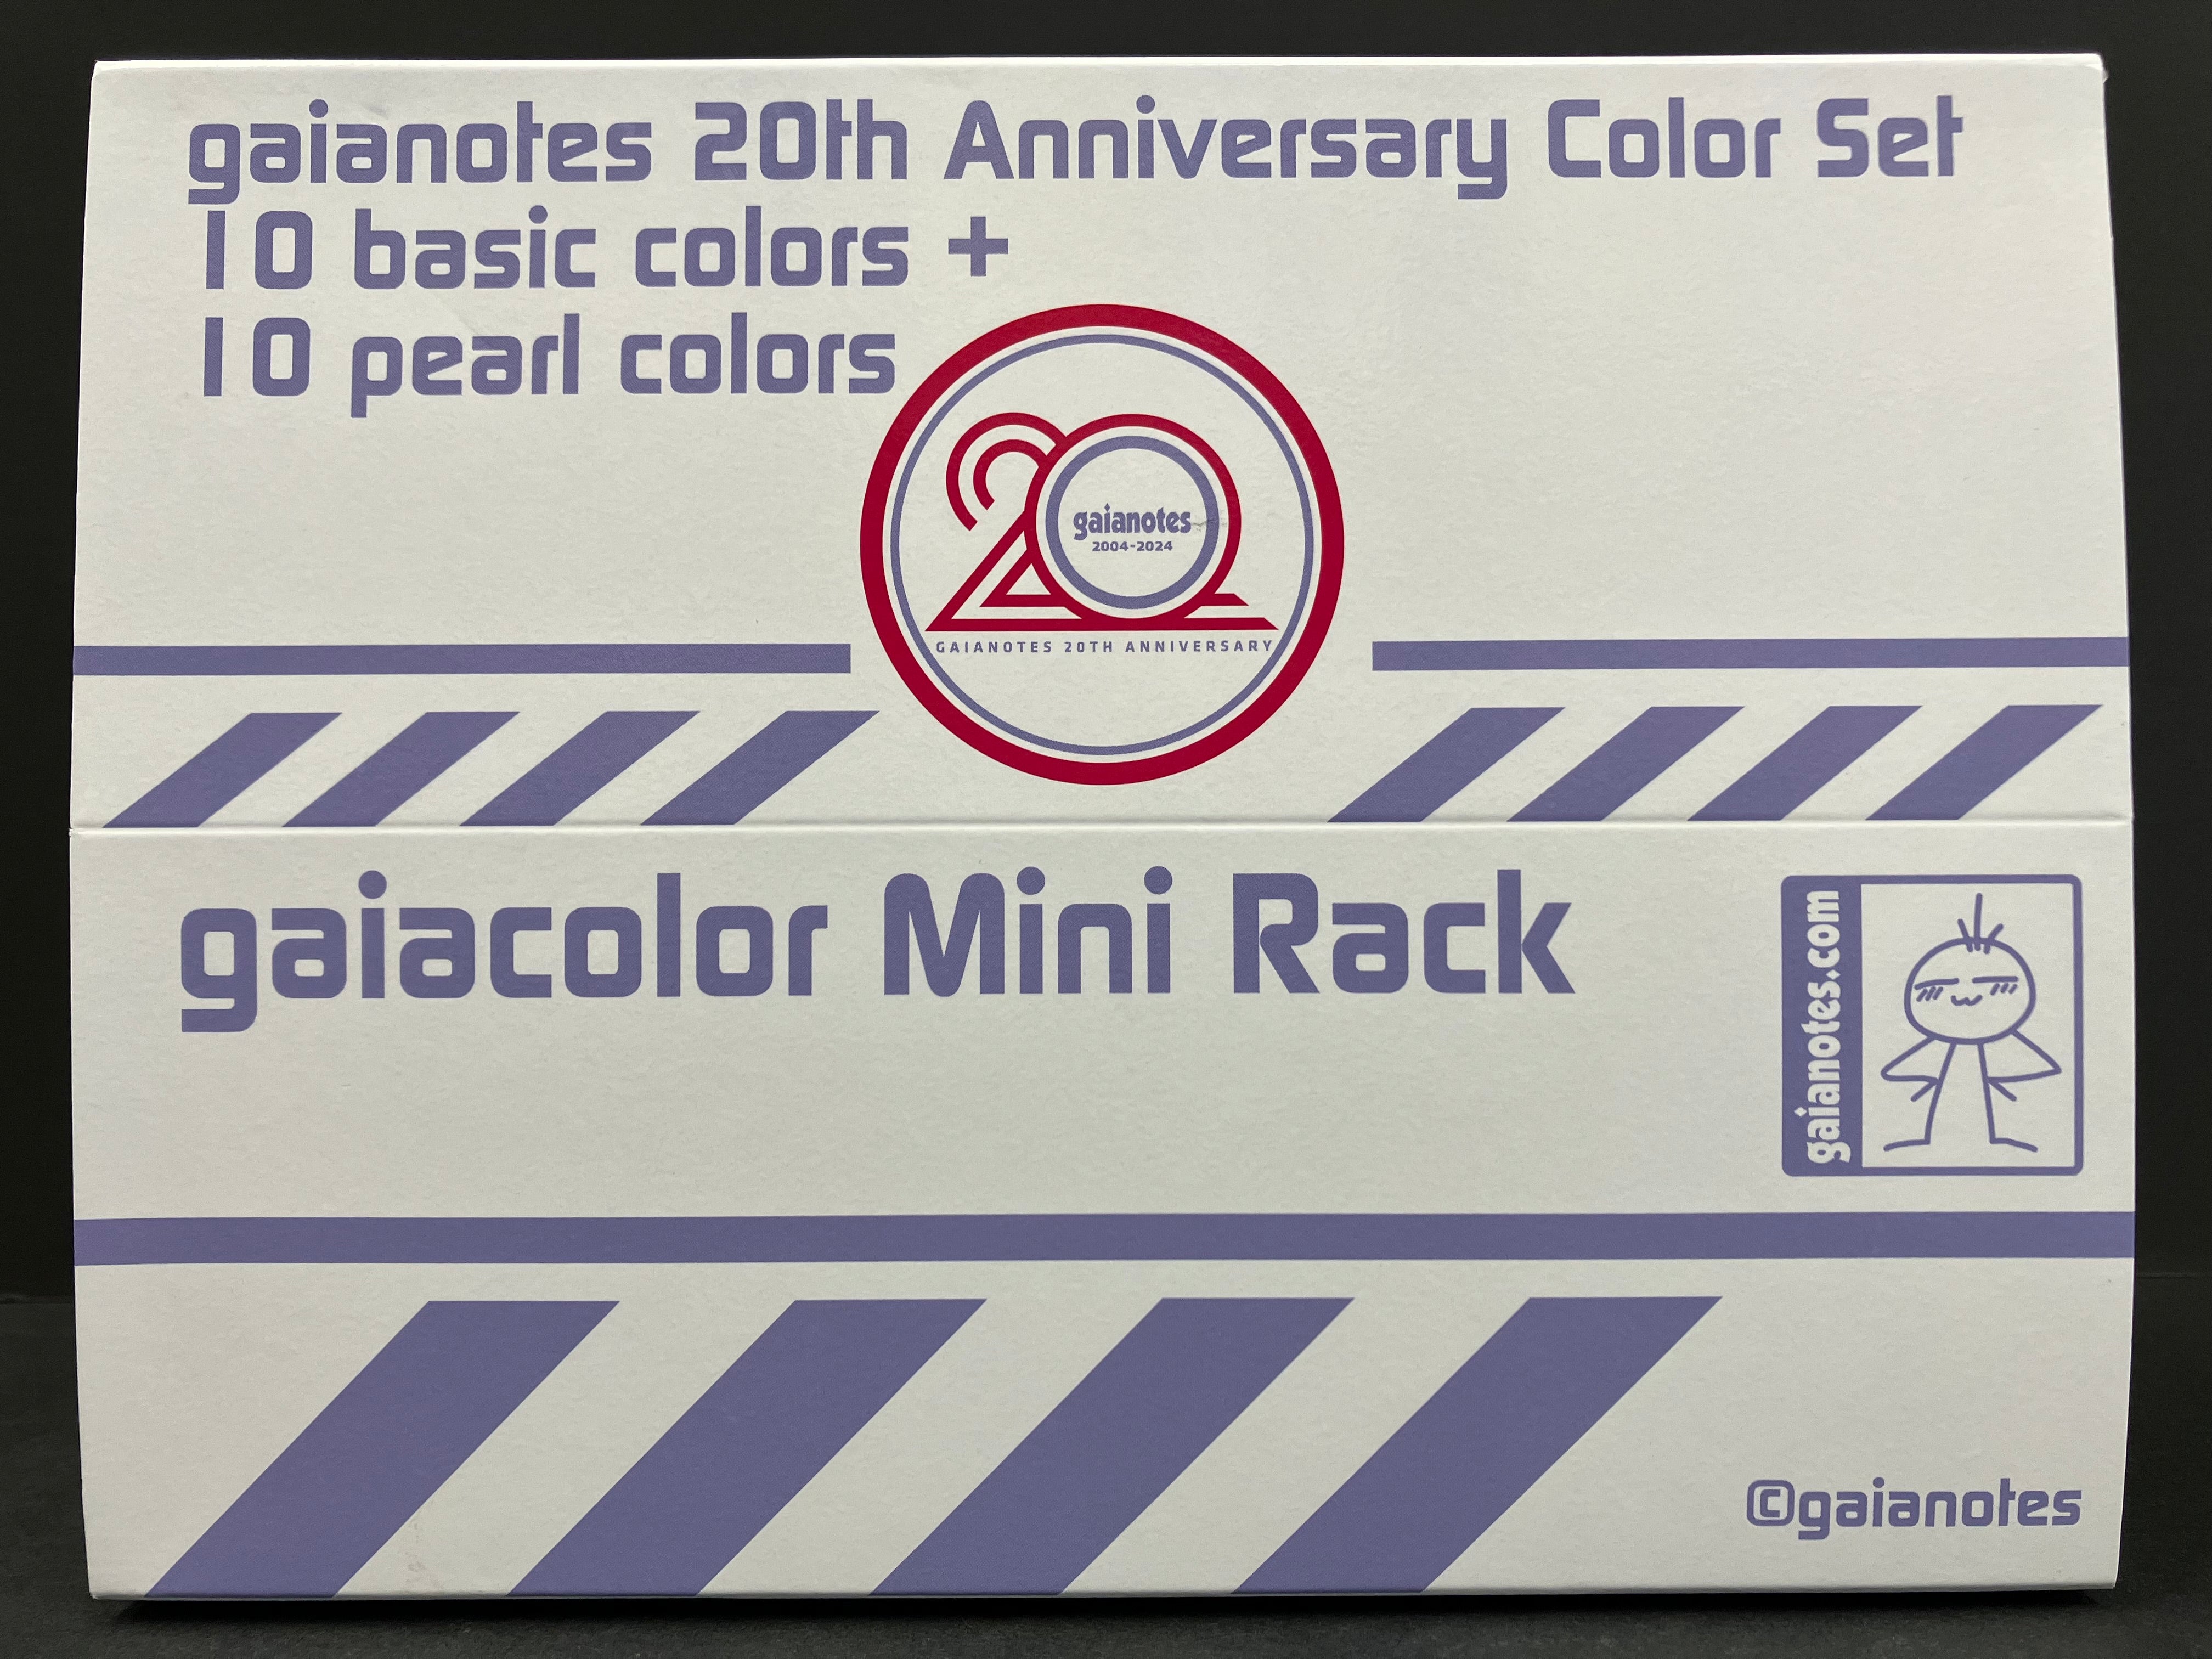 gaianotes 20th Anniversary Color Set
10 basic colors +
10 pearl colors
gaianotes
2004-2024
GAIANOTES 20TH ANNIVERSARY
gaiacolor Mini Rack
gaianotes.com
©gaianotes